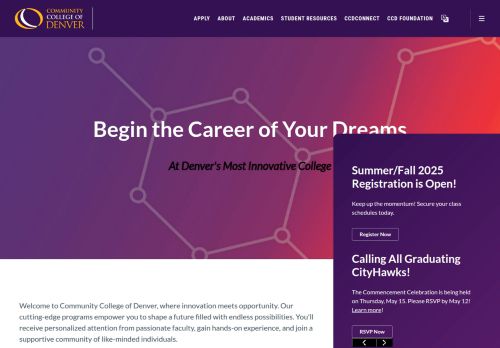 COMMUNITY
COLLEGE OF
DENVER
APPLY ABOUT ACADEMICS STUDENT RESOURCES CCDCONNECT CCD FOUNDATION
Begin the Career of Your Dreams
At Denver's Most Innovative College
Summer/Fall 2025
Registration is Open!
Keep up the momentum! Secure your class
schedules today.
Register Now
Calling All Graduating
CityHawks!
The Commencement Celebration is being held
on Thursday, May 15. Please RSVP by May 12!
Learn more!
RSVP Now
Welcome to Community College of Denver, where innovation meets opportunity. Our
cutting-edge programs empower you to shape a future filled with endless possibilities. You'll
receive personalized attention from passionate faculty, gain hands-on experience, and join a
supportive community of like-minded individuals.